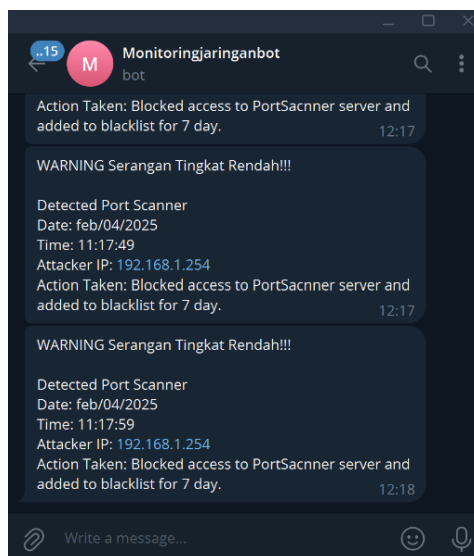 ..15
M
Monitoringjaringanbot
bot
Action Taken: Blocked access to PortSacnner server and
added to blacklist for 7 day.
12:17
WARNING Serangan Tingkat Rendah!!!
Detected Port Scanner
Date: feb/04/2025
Time: 11:17:49
Attacker IP: 192.168.1.254
Action Taken: Blocked access to PortSacnner server and
added to blacklist for 7 day.
12:17
WARNING Serangan Tingkat Rendah!!!
Detected Port Scanner
Date: feb/04/2025
Time: 11:17:59
Attacker IP: 192.168.1.254
Action Taken: Blocked access to PortSacnner server and
added to blacklist for 7 day.
12:18
Write a message...